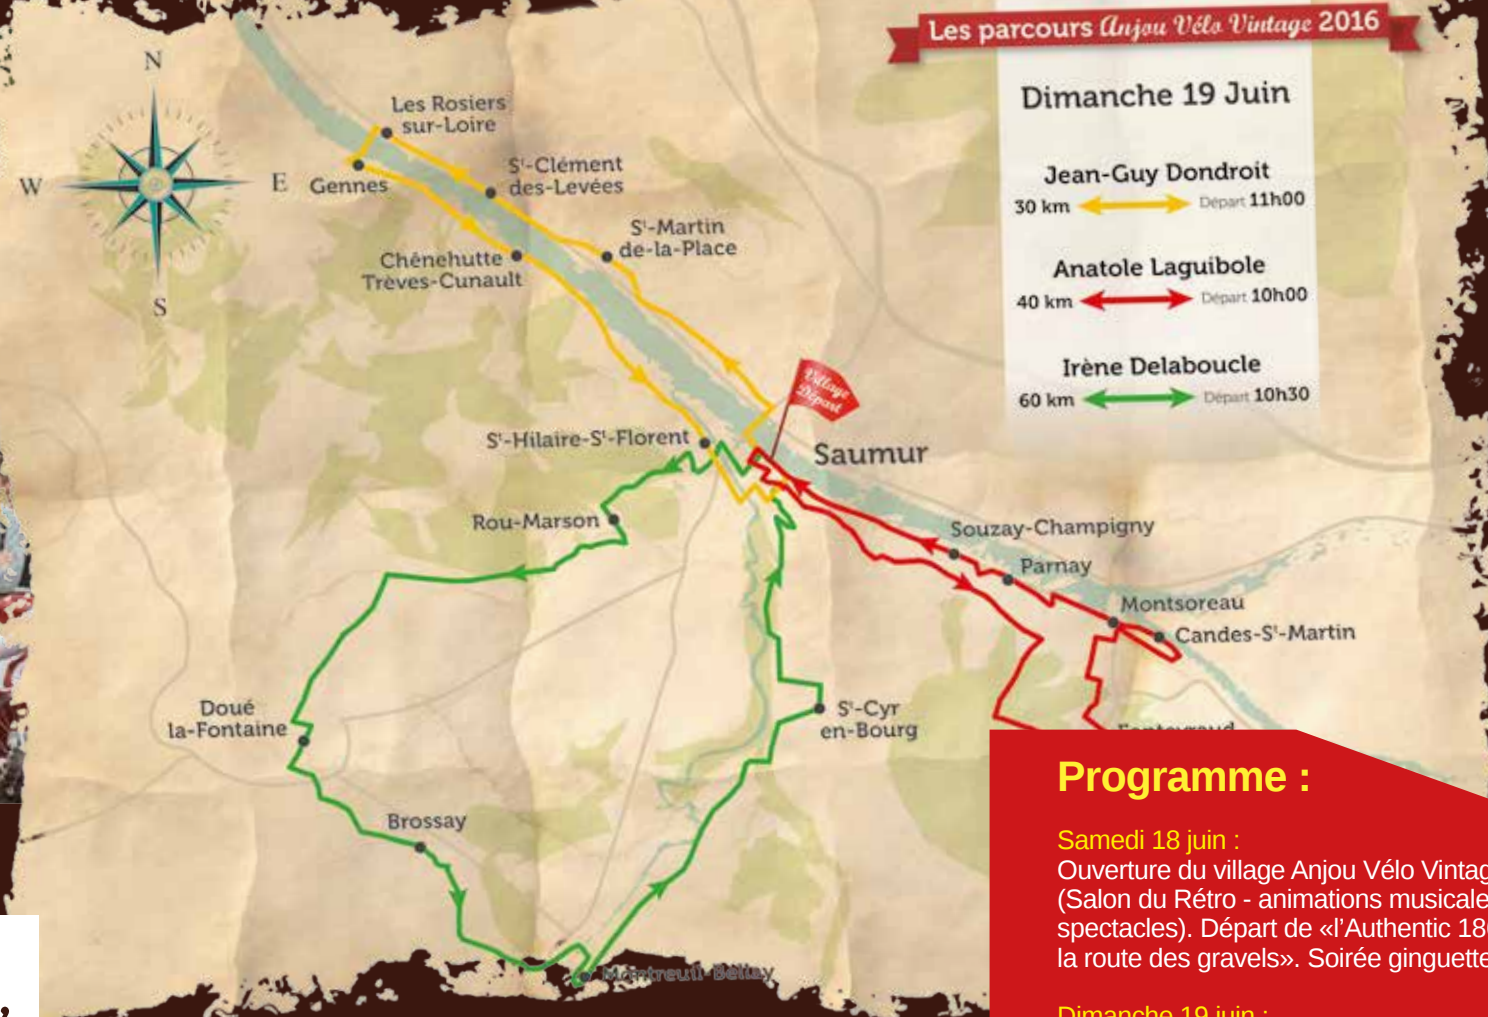 Les parcours Anjou Vélo Vintage 2016
Dimanche 19 Juin
Jean-Guy Dondroit
30 km Départ 11h00
Anatole Laguibole
40 km Départ 10h00
Irène Delaboucle
60 km Départ 10h30
N
W
E
S
Les Rosiers
sur-Loire
Gennes
St-Clément
des-Levées
St-Martin
de-la-Place
Chênehutte
Trèves-Cunault
Village
Départ
St-Hilaire-St-Florent
Saumur
Rou-Marson
Souzay-Champigny
Parnay
Montsoreau
Candes-St-Martin
Doué
la-Fontaine
St-Cyr
en-Bourg
Fontevraud
Brossay
Montreuil-Bellay
Programme :
Samedi 18 juin :
Ouverture du village Anjou Vélo Vintag
(Salon du Rétro - animations musicale
spectacles). Départ de «l'Authentic 18
la route des gravels». Soirée ginguette
Dimanche 19 juin :